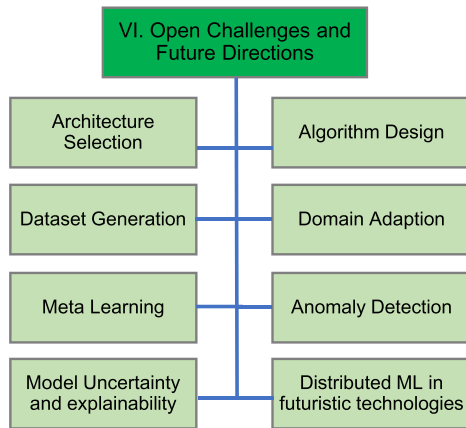 VI. Open Challenges and
Future Directions
Architecture
Selection
Algorithm Design
Dataset Generation
Domain Adaption
Meta Learning
Anomaly Detection
Model Uncertainty
and explainability
Distributed ML in
futuristic technologies